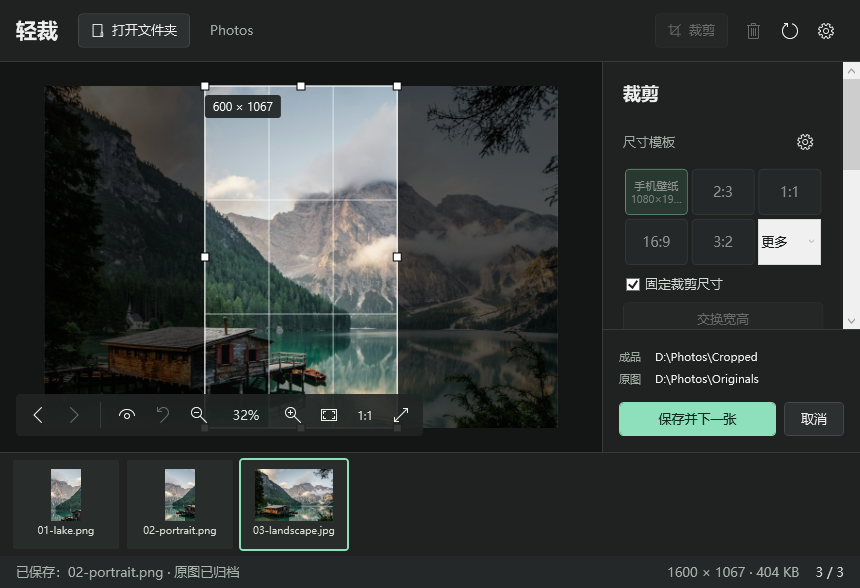 轻裁
打开文件夹
Photos
裁剪
600 × 1067
32%
1:1
裁剪
尺寸模板
手机壁纸
1080×19...
2:3
1:1
16:9
3:2
更多
固定裁剪尺寸
交换宽高
成品 D:\Photos\Cropped
原图 D:\Photos\Originals
保存并下一张
取消
01-lake.png
02-portrait.png
03-landscape.jpg
已保存：02-portrait.png · 原图已归档
1600 × 1067 · 404 KB 3 / 3